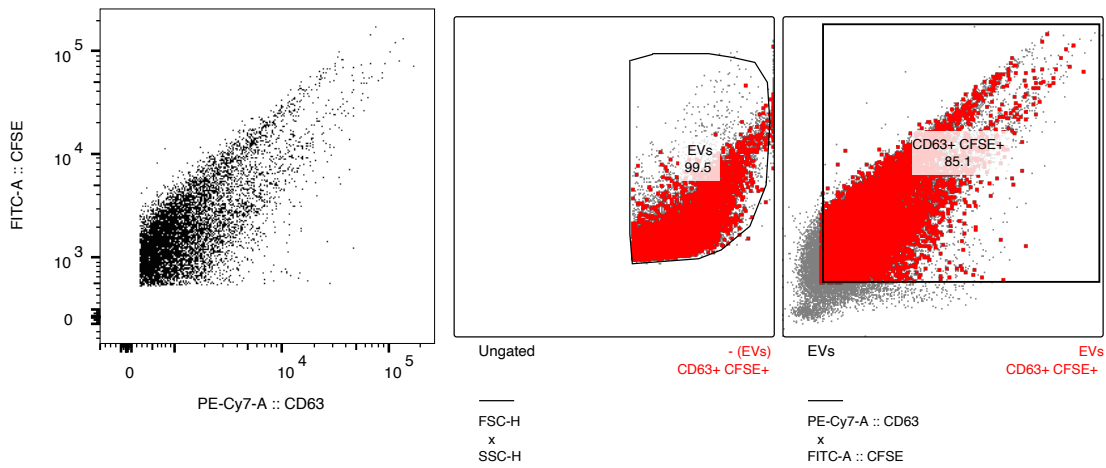 FITC-A :: CFSE
10 5
10 4
10 3
0
0
10 4
10 5
PE-Cy7-A :: CD63
EVs
99.5
Ungated
- (EVs)
CD63+ CFSE+
FSC-H
x
SSC-H
CD63+ CFSE+
85.1
EVs
EVs
CD63+ CFSE+
PE-Cy7-A :: CD63
x
FITC-A :: CFSE